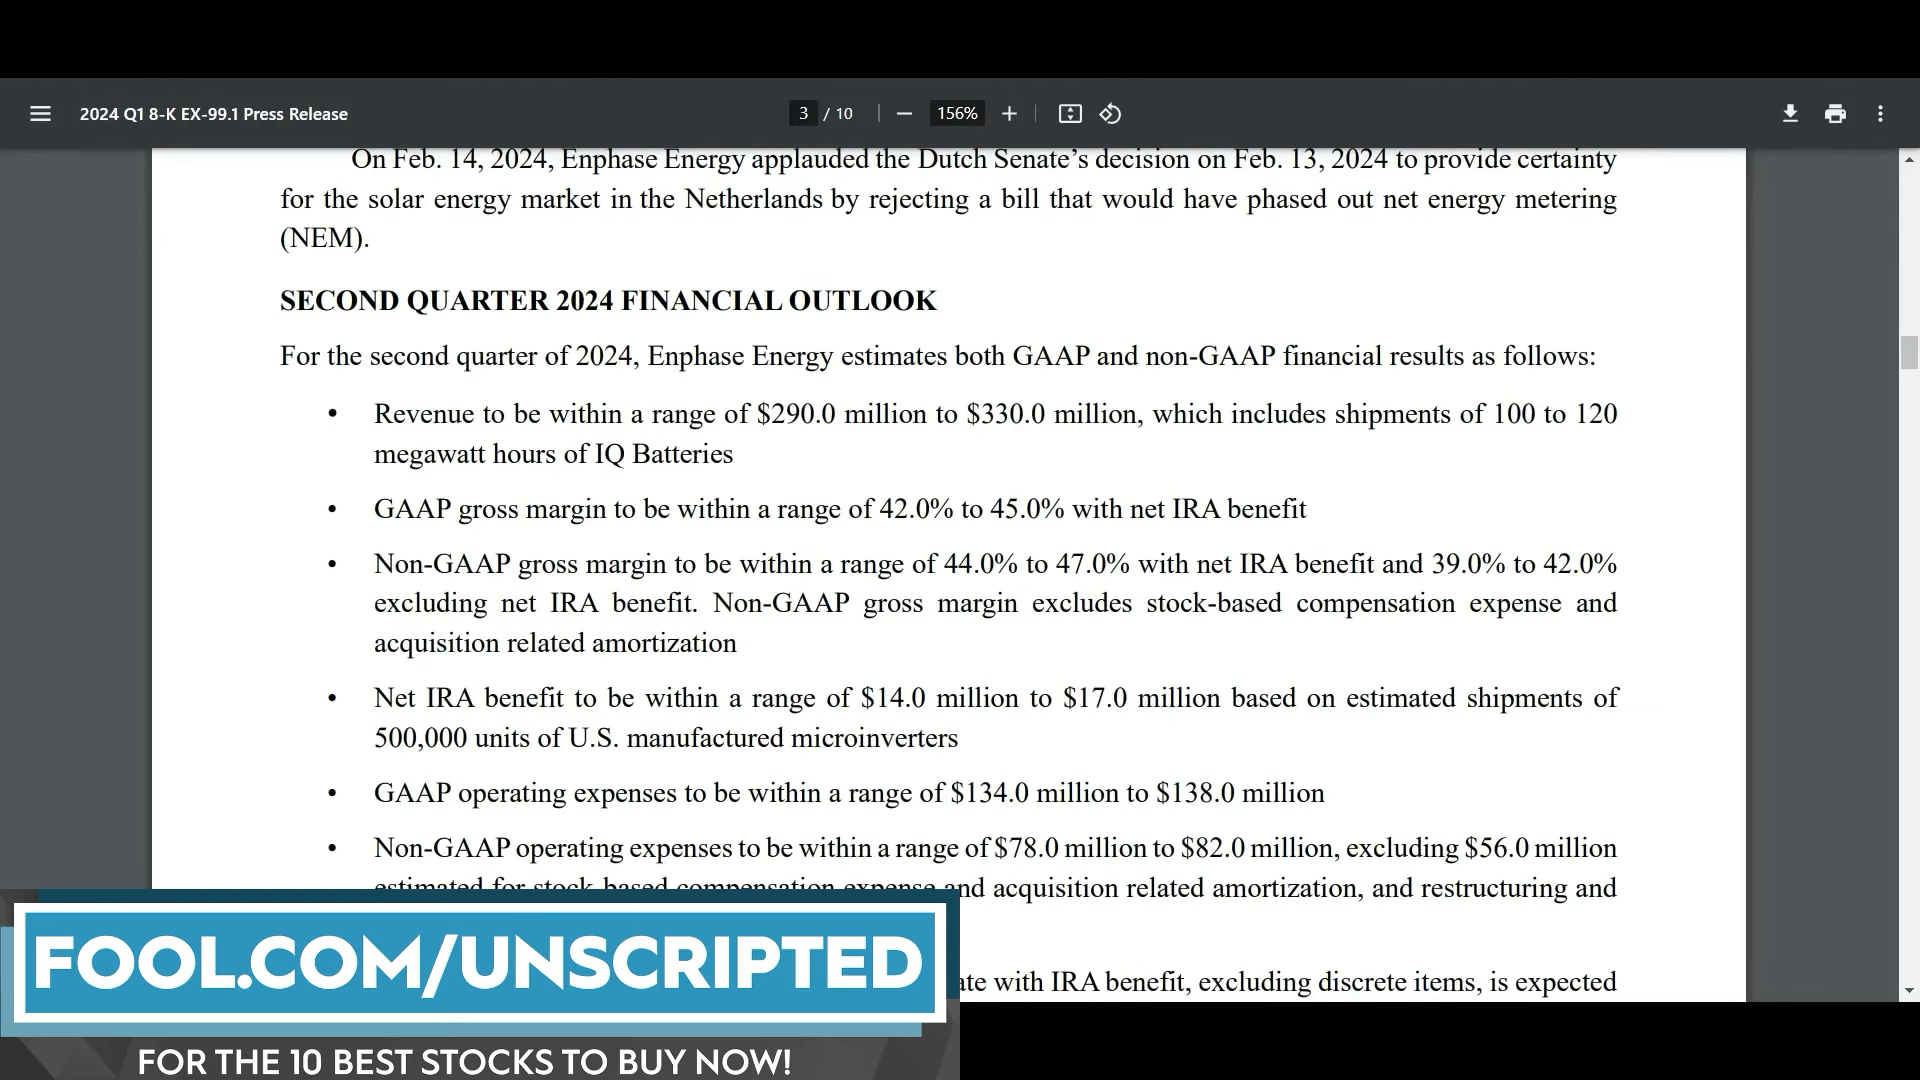 2024 Q1 8-K EX-99.1 Press Release
3 / 10
156%
On Feb. 14, 2024, Enphase Energy applauded the Dutch Senate’s decision on Feb. 13, 2024 to provide certainty
for the solar energy market in the Netherlands by rejecting a bill that would have phased out net energy metering
(NEM).
SECOND QUARTER 2024 FINANCIAL OUTLOOK
For the second quarter of 2024, Enphase Energy estimates both GAAP and non-GAAP financial results as follows:
• Revenue to be within a range of $290.0 million to $330.0 million, which includes shipments of 100 to 120
megawatt hours of IQ Batteries
• GAAP gross margin to be within a range of 42.0% to 45.0% with net IRA benefit
• Non-GAAP gross margin to be within a range of 44.0% to 47.0% with net IRA benefit and 39.0% to 42.0%
excluding net IRA benefit. Non-GAAP gross margin excludes stock-based compensation expense and
acquisition related amortization
• Net IRA benefit to be within a range of $14.0 million to $17.0 million based on estimated shipments of
500,000 units of U.S. manufactured microinverters
• GAAP operating expenses to be within a range of $134.0 million to $138.0 million
• Non-GAAP operating expenses to be within a range of $78.0 million to $82.0 million, excluding $56.0 million
estimated for stock-based compensation expense and acquisition related amortization, and restructuring and
with IRA benefit, excluding discrete items, is expected
FOOL.COM/UNSCRIPTED
FOR THE 10 BEST STOCKS TO BUY NOW!